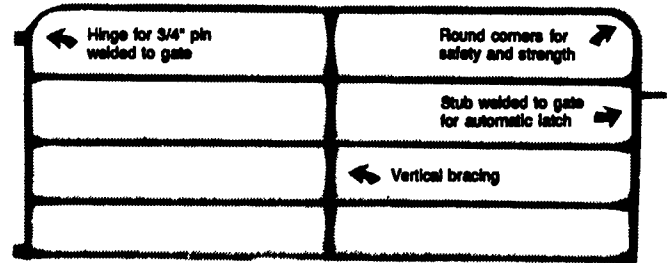 Hinge for 3/4" pin
welded to gate
Round corners for
safety and strength
Stub welded to gate
for automatic latch
Vertical bracing